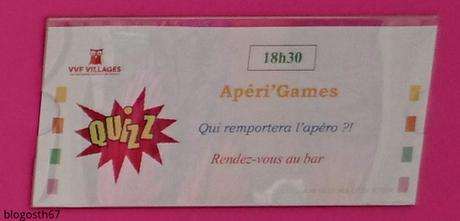 18h30
VVF VILLAGES
Apéri'Games
QUIZZ
Qui remportera l'apéro ?!
Rendez-vous au bar
blogosth67